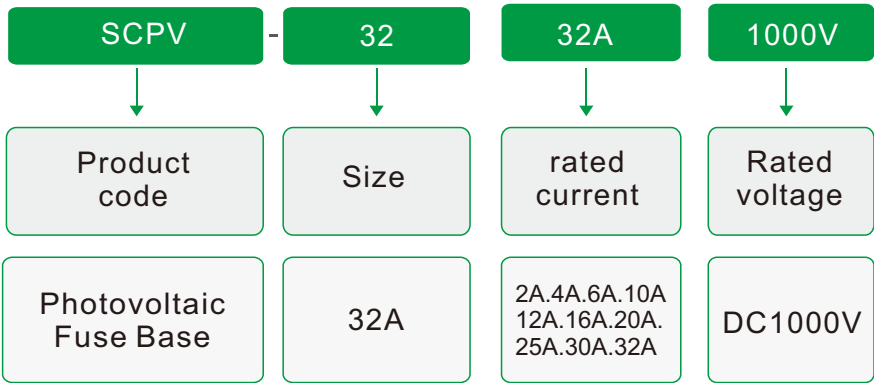 SCPV - 32 32A 1000V
Product
code
Size
rated
current
Rated
voltage
Photovoltaic
Fuse Base
32A
2A.4A.6A.10A
12A.16A.20A.
25A.30A.32A
DC1000V